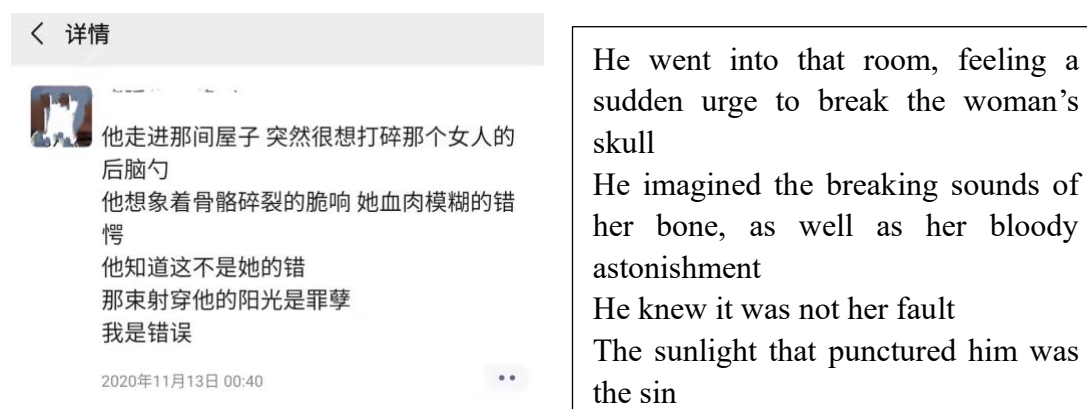 详情
他走进那间屋子 突然很想打碎那个女人的
后脑勺
他想象着骨骼碎裂的脆响 她血肉模糊的错
愕
他知道这不是她的错
那束射穿他的阳光是罪孽
我是错误
2020年11月13日 00:40
He went into that room, feeling a
sudden urge to break the woman’s
skull
He imagined the breaking sounds of
her bone, as well as her bloody
astonishment
He knew it was not her fault
The sunlight that punctured him was
the sin